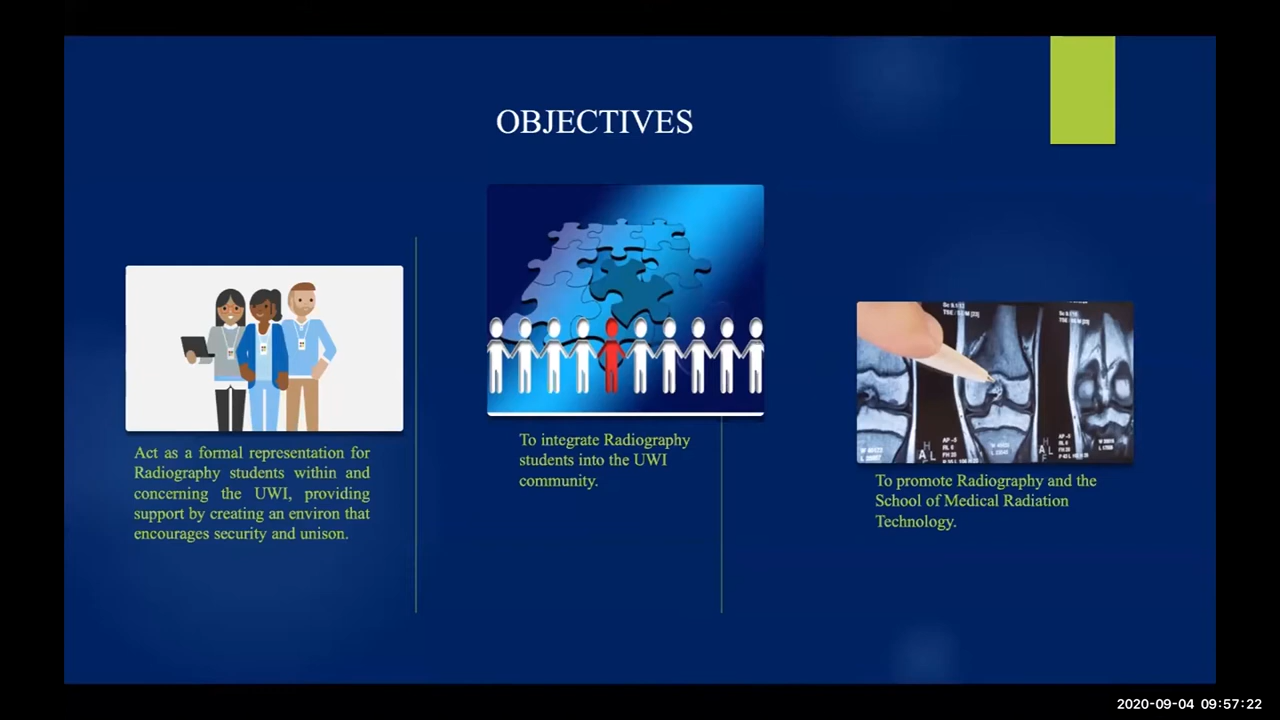 OBJECTIVES
Act as a formal representation for
Radiography students within and
concerning the UWI, providing
support by creating an environ that
encourages security and unison.
To integrate Radiography
students into the UWI
community.
To promote Radiography and the
School of Medical Radiation
Technology.
2020-09-04 09:57:22